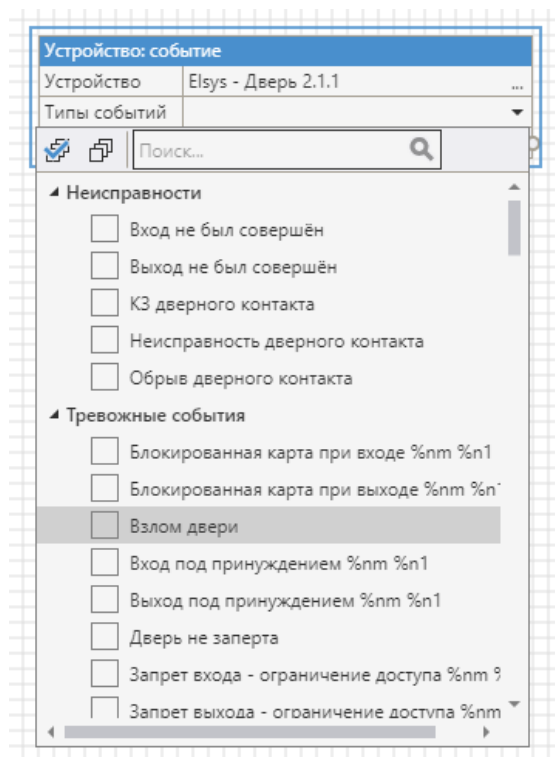 Устройство: событие
Устройство Elsys - Дверь 2.1.1 ...
Типы событий
Поиск...
Неисправности
Вход не был совершён
Выход не был совершён
КЗ дверного контакта
Неисправность дверного контакта
Обрыв дверного контакта
Тревожные события
Блокированная карта при входе %nm %n1
Блокированная карта при выходе %nm %n
Взлом двери
Вход под принуждением %nm %n1
Выход под принуждением %nm %n1
Дверь не заперта
Запрет входа - ограничение доступа %nm %
Запрет выхода - ограничение доступа %nm